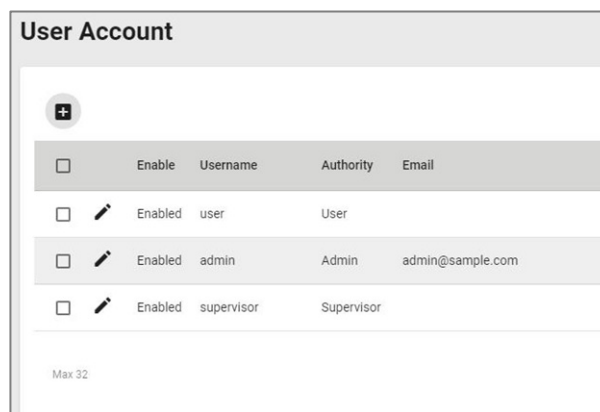 User Account
Enable Username Authority Email
Enabled user User
Enabled admin Admin admin@sample.com
Enabled supervisor Supervisor
Max 32